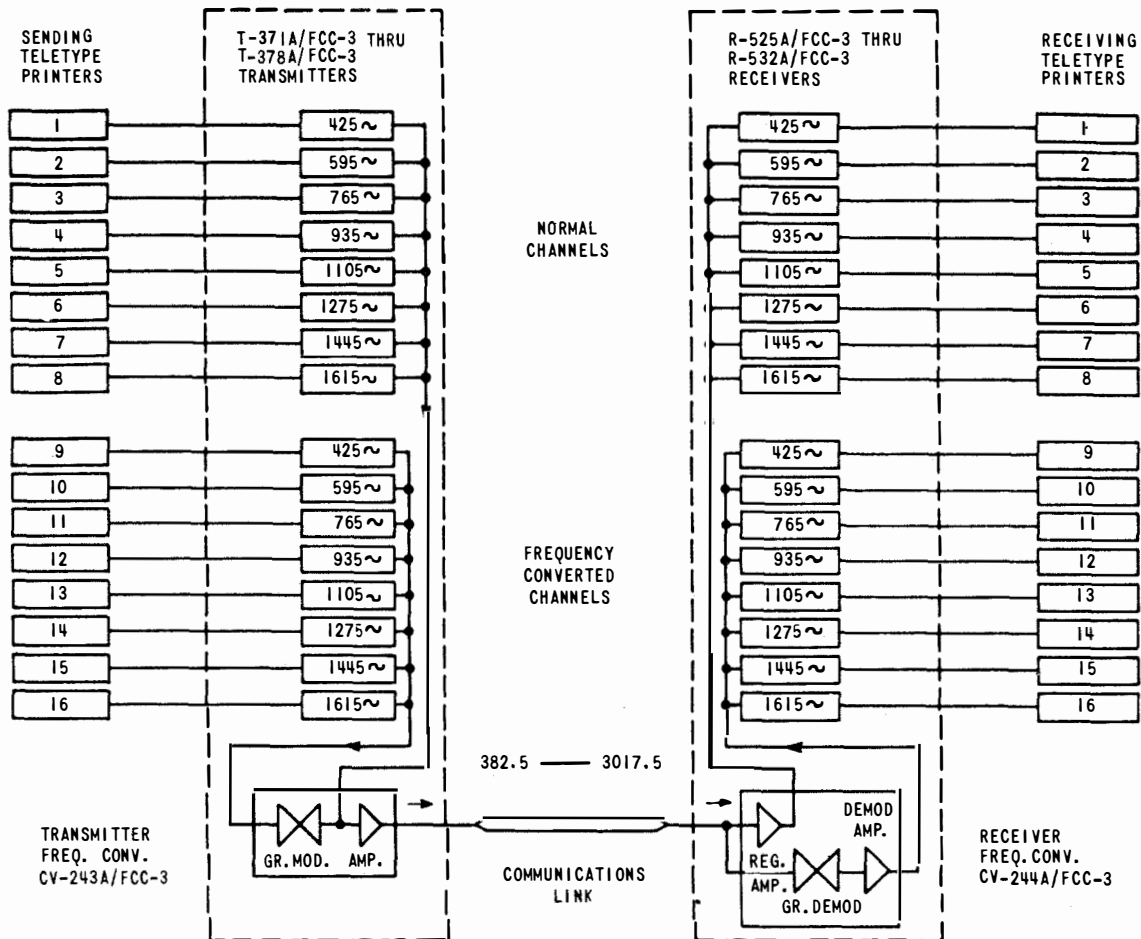 SENDING
TELETYPE
PRINTERS
T-371A/FCC-3 THRU
T-378A/FCC-3
TRANSMITTERS
R-525A/FCC-3 THRU
R-532A/FCC-3
RECEIVERS
RECEIVING
TELETYPE
PRINTERS
1 425~ 425~ 1
2 595~ 595~ 2
3 765~ 765~ 3
4 935~ 935~ 4
5 1105~ 1105~ 5
6 1275~ 1275~ 6
7 1445~ 1445~ 7
8 1615~ 1615~ 8
NORMAL
CHANNELS
9 425~ 425~ 9
10 595~ 595~ 10
11 765~ 765~ 11
12 935~ 935~ 12
13 1105~ 1105~ 13
14 1275~ 1275~ 14
15 1445~ 1445~ 15
16 1615~ 1615~ 16
FREQUENCY
CONVERTED
CHANNELS
382.5 — 3017.5
TRANSMITTER
FREQ. CONV.
CV-243A/FCC-3
GR.MOD. AMP.
COMMUNICATIONS
LINK
DEMOD
AMP.
REG.
AMP.
GR.DEMOD
RECEIVER
FREQ.CONV.
CV-244A/FCC-3